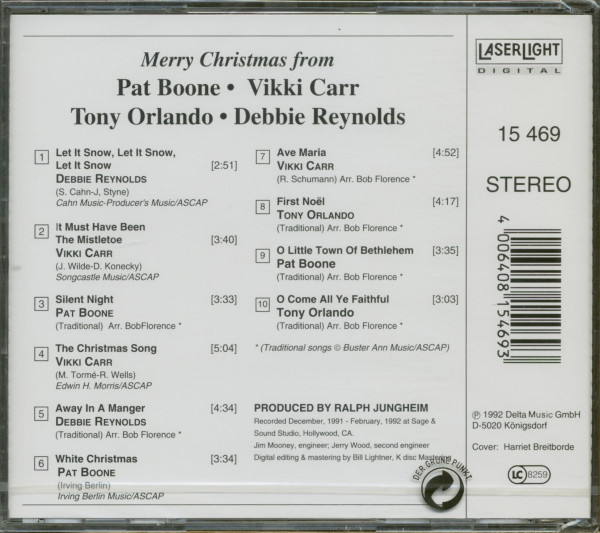 Merry Christmas from
Pat Boone • Vikki Carr
Tony Orlando • Debbie Reynolds
1 Let It Snow, Let It Snow,
Let It Snow [2:51]
DEBBIE REYNOLDS
(S. Cahn-J, Styne)
Cahn Music-Producer's Music/ASCAP
2 It Must Have Been
The Mistletoe [3:40]
VIKKI CARR
(J. Wilde-D. Konecky)
Songcastle Music/ASCAP
3 Silent Night [3:33]
PAT BOONE
(Traditional) Arr. BobFlorence *
4 The Christmas Song [5:04]
VIKKI CARR
(M. Tormé-R. Wells)
Edwin H. Morris/ASCAP
5 Away In A Manger [4:34]
DEBBIE REYNOLDS
(Traditional) Arr. Bob Florence *
6 White Christmas [3:34]
PAT BOONE
(Irving Berlin)
Irving Berlin Music/ASCAP
7 Ave Maria [4:52]
VIKKI CARR
(R. Schumann) Arr. Bob Florence *
8 First Noël [4:17]
TONY ORLANDO
(Traditional) Arr. Bob Florence *
9 O Little Town Of Bethlehem [3:35]
Pat Boone
(Traditional) Arr. Bob Florence *
10 O Come All Ye Faithful [3:03]
Tony Orlando
(Traditional) Arr. Bob Florence *
* (Traditional songs © Buster Ann Music/ASCAP)
PRODUCED BY RALPH JUNGHEIM
Recorded December, 1991 - February, 1992 at Sage &
Sound Studio, Hollywood, CA.
Jim Mooney, engineer; Jerry Wood, second engineer
Digital editing & mastering by Bill Lightner, K disc Mastering
DER GRÜNE PUNKT
LASERLIGHT
DIGITAL
15 469
STEREO
4 006408 154693
℗ 1992 Delta Music GmbH
D-5020 Königsdorf
Cover: Harriet Breitborde
LC 8259